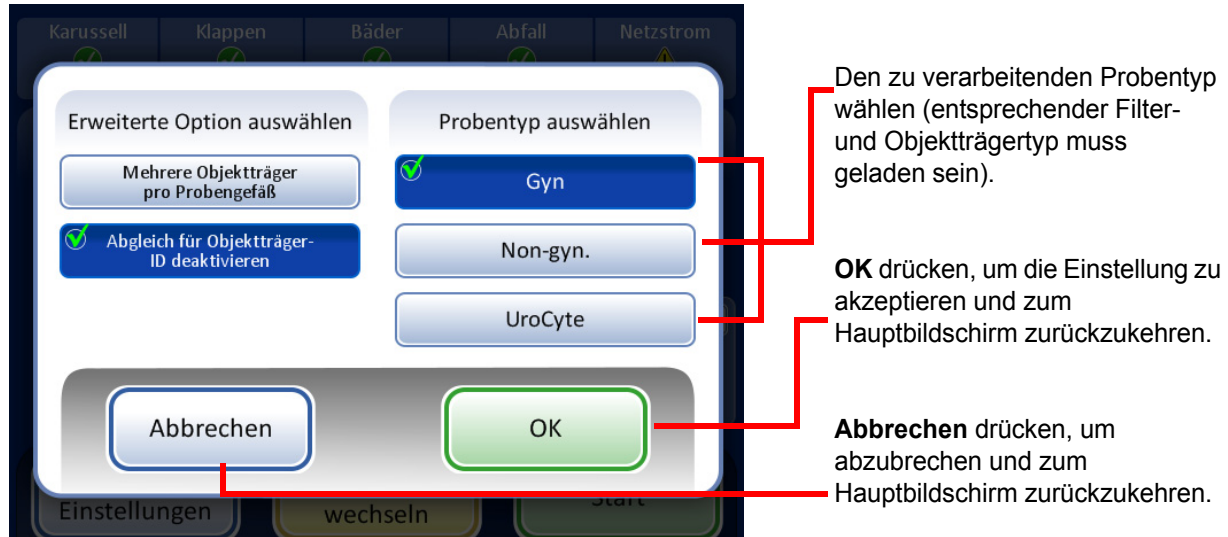 Karussell Klappen Bäder Abfall Netzstrom
Erweiterte Option auswählen
Mehrere Objektträger
pro Probengefäß
Abgleich für Objektträger-
ID deaktivieren
Probentyp auswählen
Gyn
Non-gyn.
UroCyte
Abbrechen
OK
Einstellungen
wechseln
Start
Den zu verarbeitenden Probentyp
wählen (entsprechender Filter-
und Objektträgertyp muss
geladen sein).
OK drücken, um die Einstellung zu
akzeptieren und zum
Hauptbildschirm zurückzukehren.
Abbrechen drücken, um
abzubrechen und zum
Hauptbildschirm zurückzukehren.